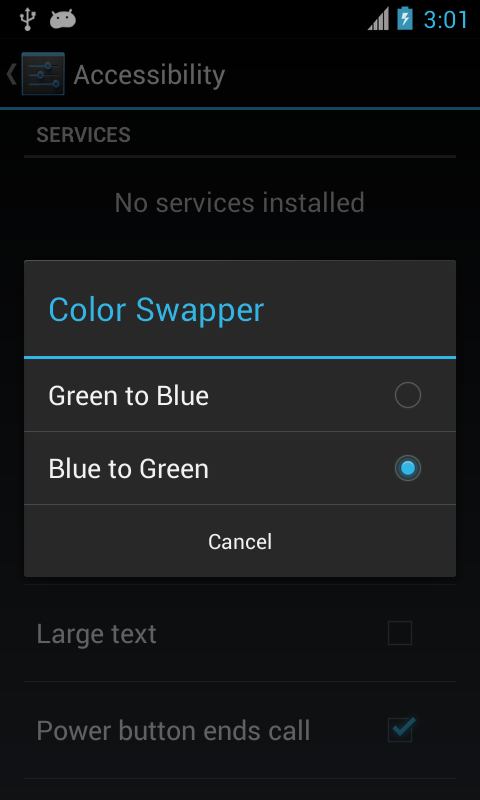 3:01
Accessibility
SERVICES
No services installed
Color Swapper
Green to Blue
Blue to Green
Cancel
Large text
Power button ends call